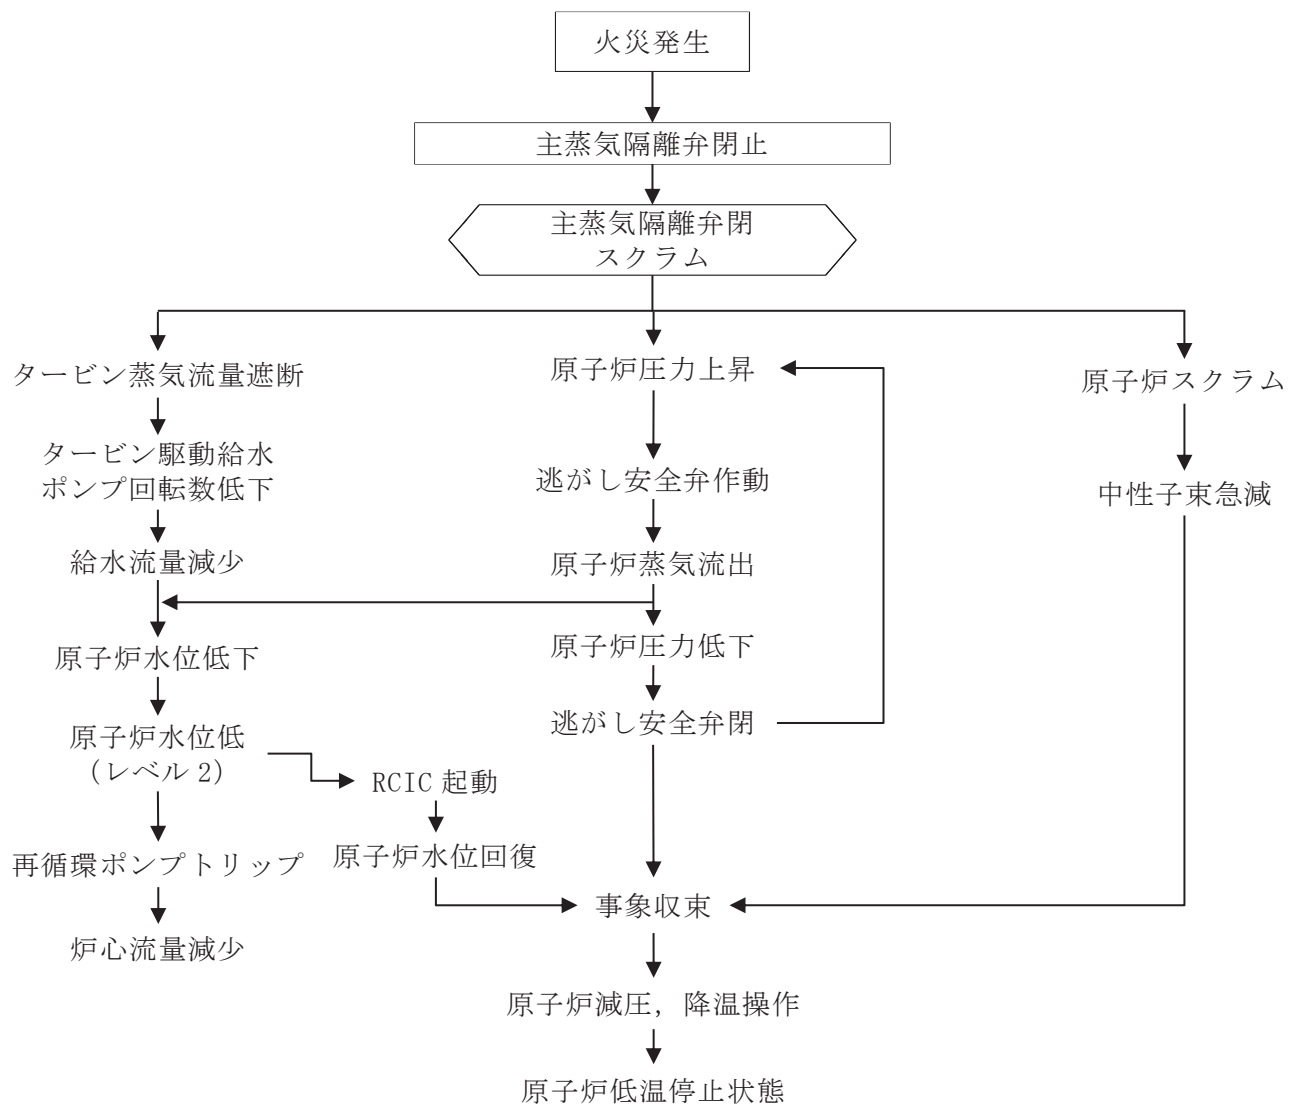 火災発生
主蒸気隔離弁閉止
主蒸気隔離弁閉
スクラム
タービン蒸気流量遮断
タービン駆動給水
ポンプ回転数低下
給水流量減少
原子炉水位低下
原子炉水位低
（レベル2）
再循環ポンプトリップ
炉心流量減少
RCIC 起動
原子炉水位回復
原子炉圧力上昇
逃がし安全弁作動
原子炉蒸気流出
原子炉圧力低下
逃がし安全弁閉
原子炉スクラム
中性子束急減
事象収束
原子炉減圧，降温操作
原子炉低温停止状態